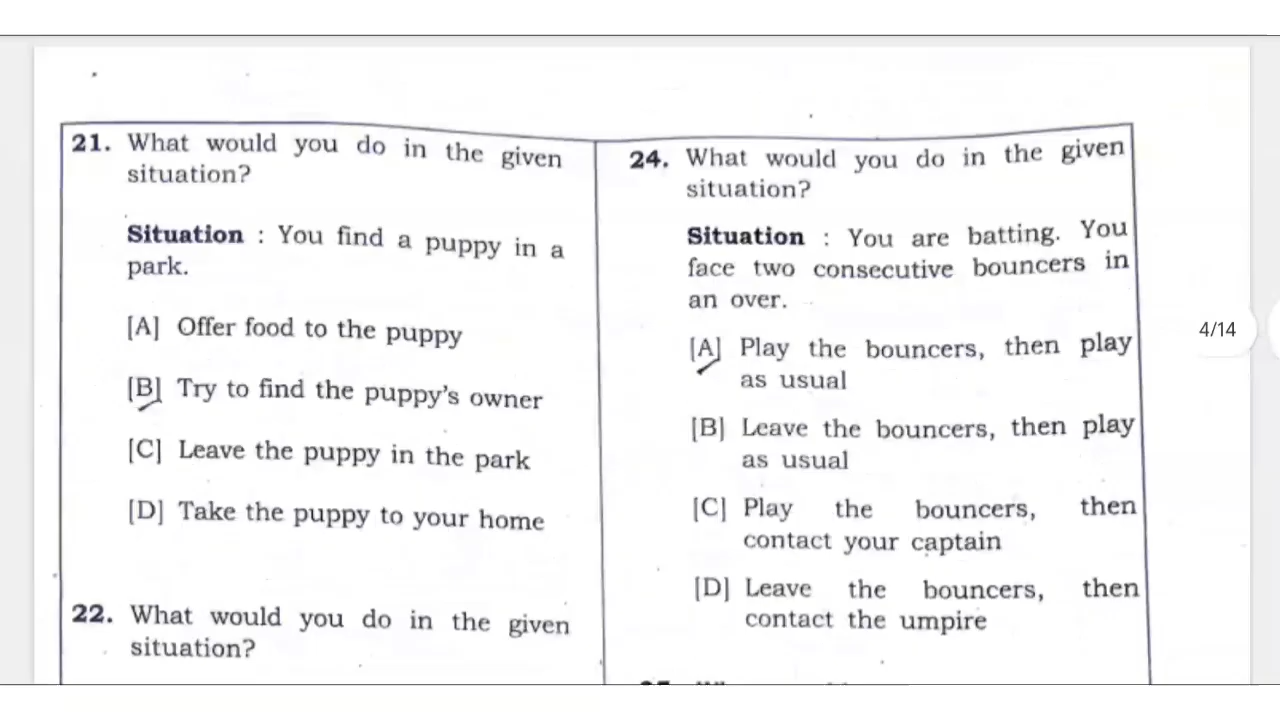 21. What would you do in the given
situation?
Situation : You find a puppy in a
park.
[A] Offer food to the puppy
[B] Try to find the puppy's owner
[C] Leave the puppy in the park
[D] Take the puppy to your home
22. What would you do in the given
situation?
24. What would you do in the given
situation?
Situation : You are batting. You
face two consecutive bouncers in
an over.
[A] Play the bouncers, then play
as usual
[B] Leave the bouncers, then play
as usual
[C] Play the bouncers, then
contact your captain
[D] Leave the bouncers, then
contact the umpire
4/14